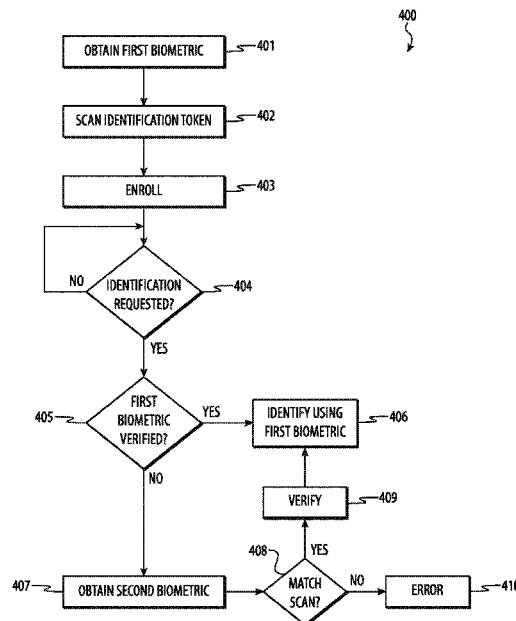 400
OBTAIN FIRST BIOMETRIC
401
SCAN IDENTIFICATION TOKEN
402
ENROLL
403
NO
IDENTIFICATION
REQUESTED?
404
YES
405
FIRST
BIOMETRIC
VERIFIED?
YES
IDENTIFY USING
FIRST BIOMETRIC
406
NO
VERIFY
409
408
YES
407
OBTAIN SECOND BIOMETRIC
MATCH
SCAN?
NO
ERROR
410